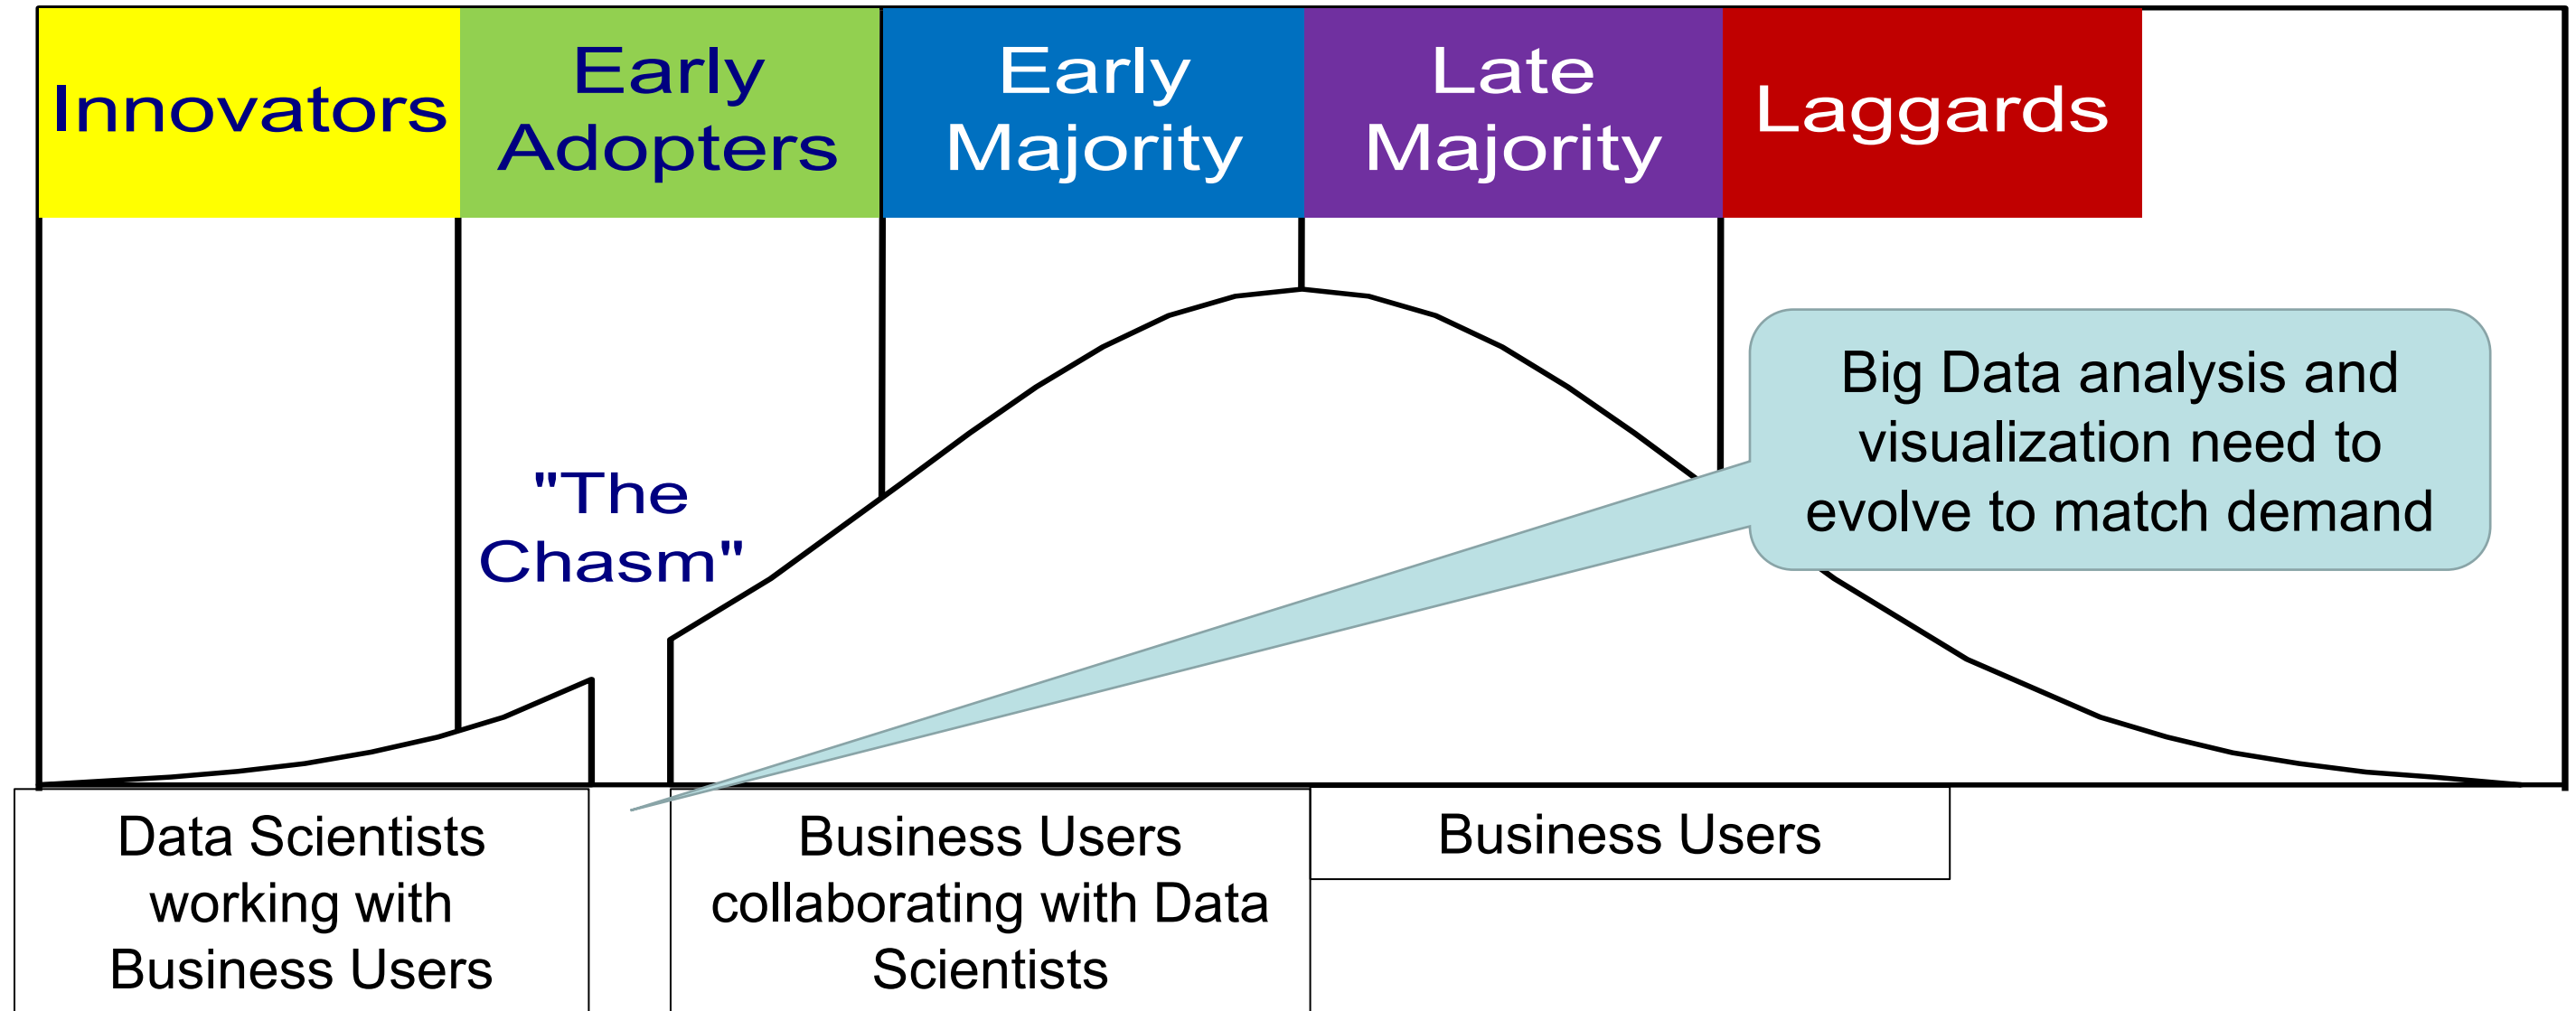 Innovators
Early
Adopters
Early
Majority
Late
Majority
Laggards
"The
Chasm"
Big Data analysis and
visualization need to
evolve to match demand
Data Scientists
working with
Business Users
Business Users
collaborating with Data
Scientists
Business Users